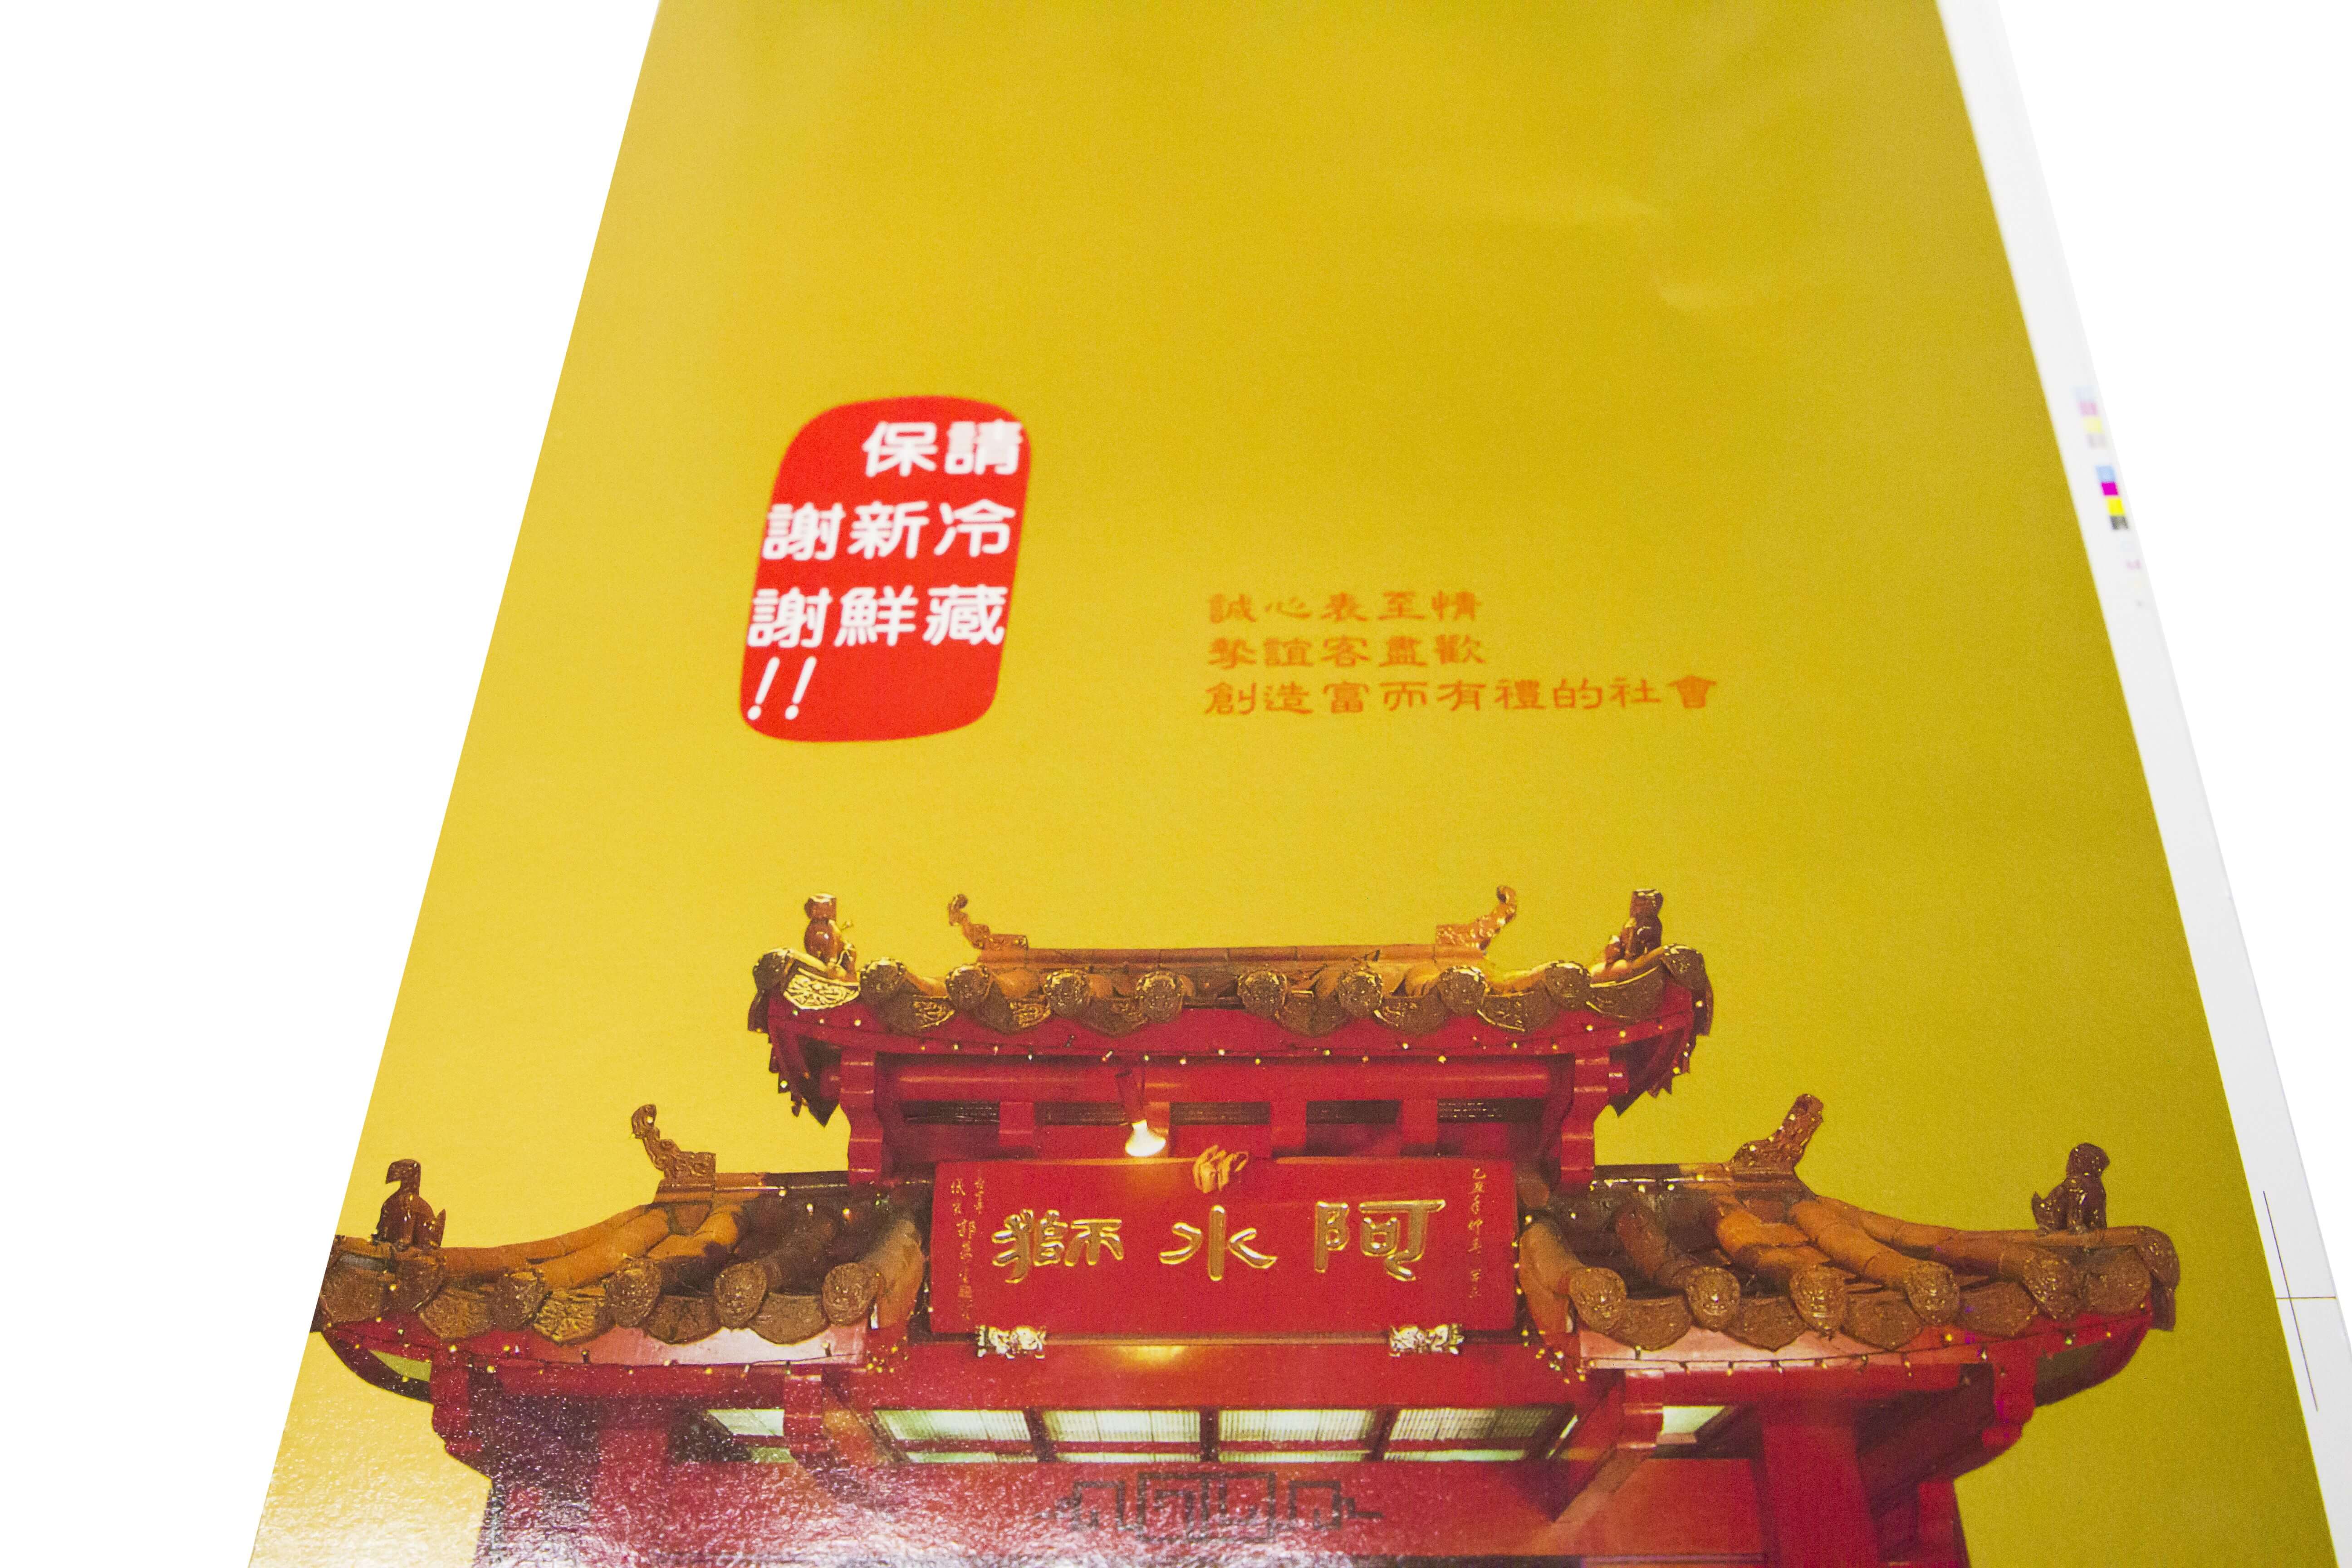 請冷藏
保新鮮
謝謝!!
誠心表至情
摯誼客盡歡
創造富而有禮的社會
阿水獅